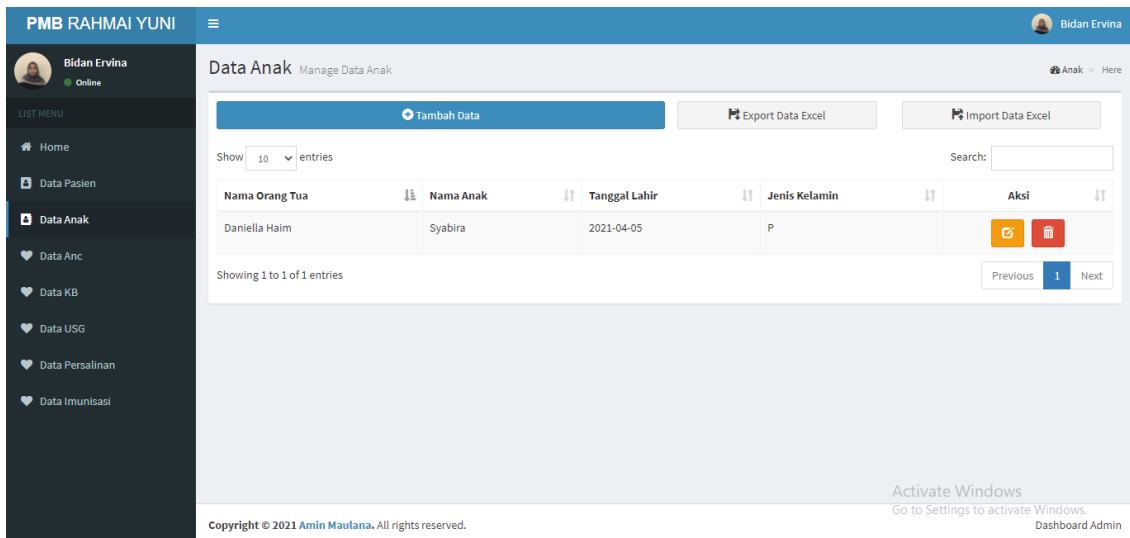 PMB RAHMAI YUNI
Bidan Ervina
Bidan Ervina
Online
LIST MENU
Home
Data Pasien
Data Anak
Data Anc
Data KB
Data USG
Data Persalinan
Data Imunisasi
Data Anak Manage Data Anak
Anak > Here
Tambah Data
Export Data Excel
Import Data Excel
Show 10 entries
Search:
Nama Orang Tua Nama Anak Tanggal Lahir Jenis Kelamin Aksi
Daniella Haim Syabira 2021-04-05 P
Showing 1 to 1 of 1 entries
Previous 1 Next
Activate Windows
Go to Settings to activate Windows.
Copyright © 2021 Amin Maulana. All rights reserved.
Dashboard Admin